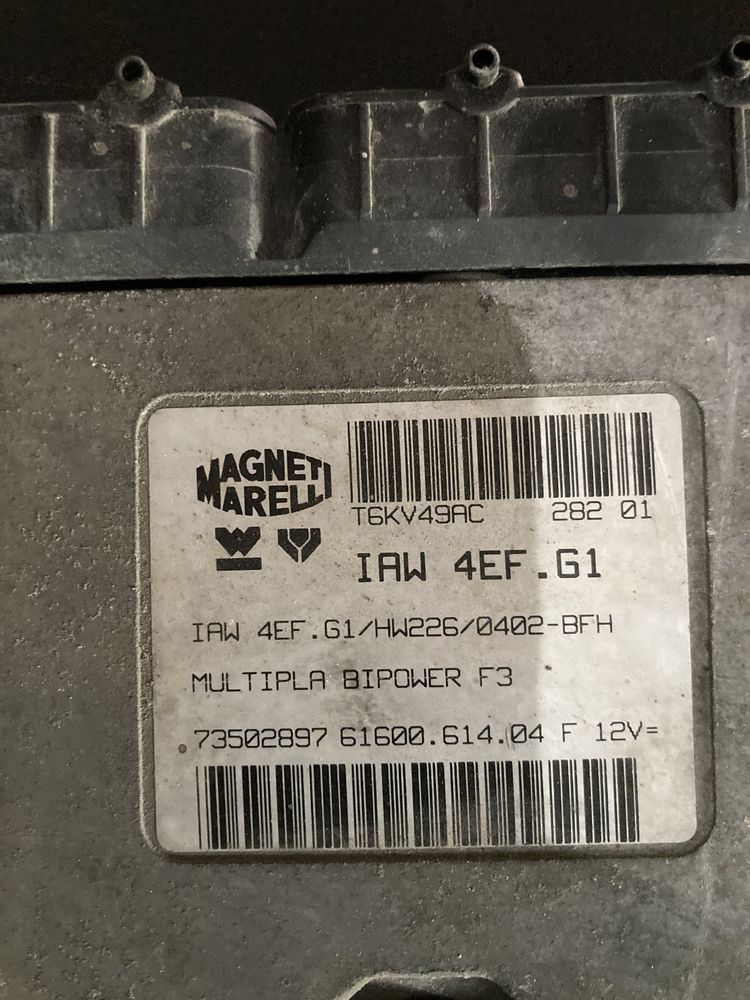 MAGNETI
MARELLI
T6KV49AC 282 01
IAW 4EF.G1
IAW 4EF.G1/HW226/0402-BFH
MULTIPLA BIPOWER F3
73502897 61600.614.04 F 12V=